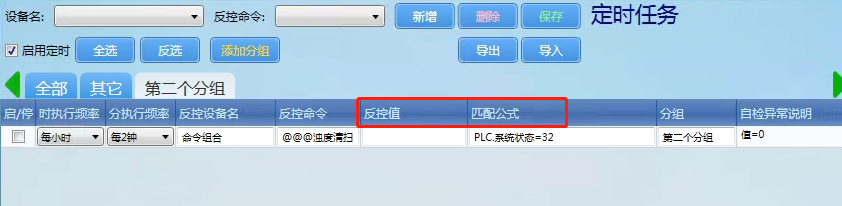 设备名: 反控命令: 新增 删除 保存 定时任务
启用定时 全选 反选 添加分组 导出 导入
全部 其它 第二个分组
启/停 时执行频率 分执行频率 反控设备名 反控命令 反控值 匹配公式 分组 自检异常说明
每小时 每2钟 命令组合 @@@浊度清扫 PLC.系统状态=32 第二个分组 值=0